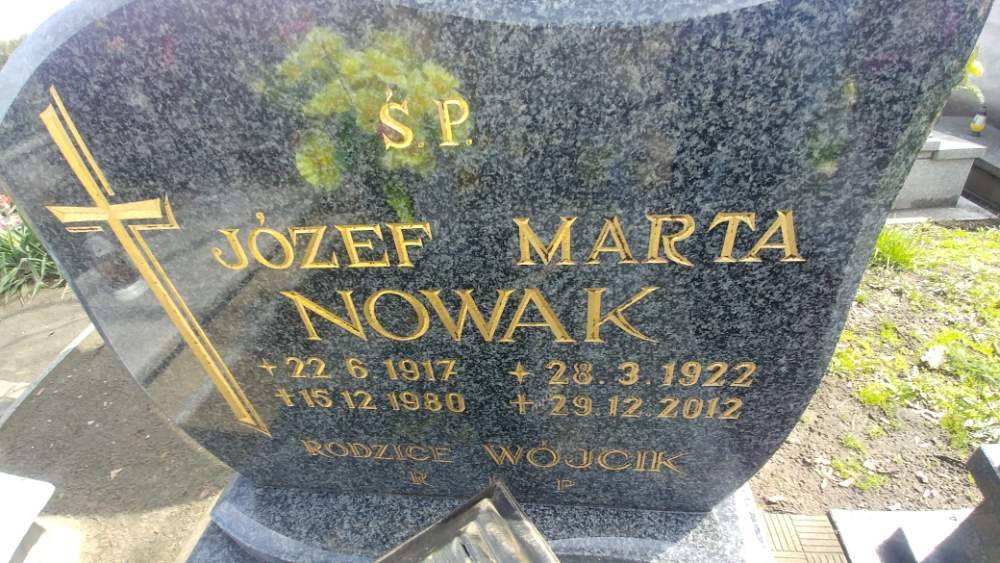 Ś.P.
JÓZEF MARTA
NOWAK
+ 22 6 1917 + 28.3.1922
+ 15 12 1980 + 29.12.2012
RODZICE WÓJCIK
R I P